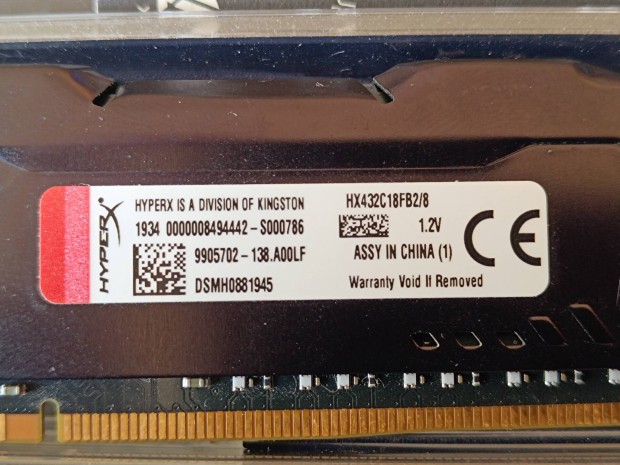 HYPERX
HYPERX IS A DIVISION OF KINGSTON
1934 0000008494442-S000786
9905702-138.A00LF
DSMH0881945
HX432C18FB2/8
1.2V
ASSY IN CHINA (1)
Warranty Void If Removed
CE